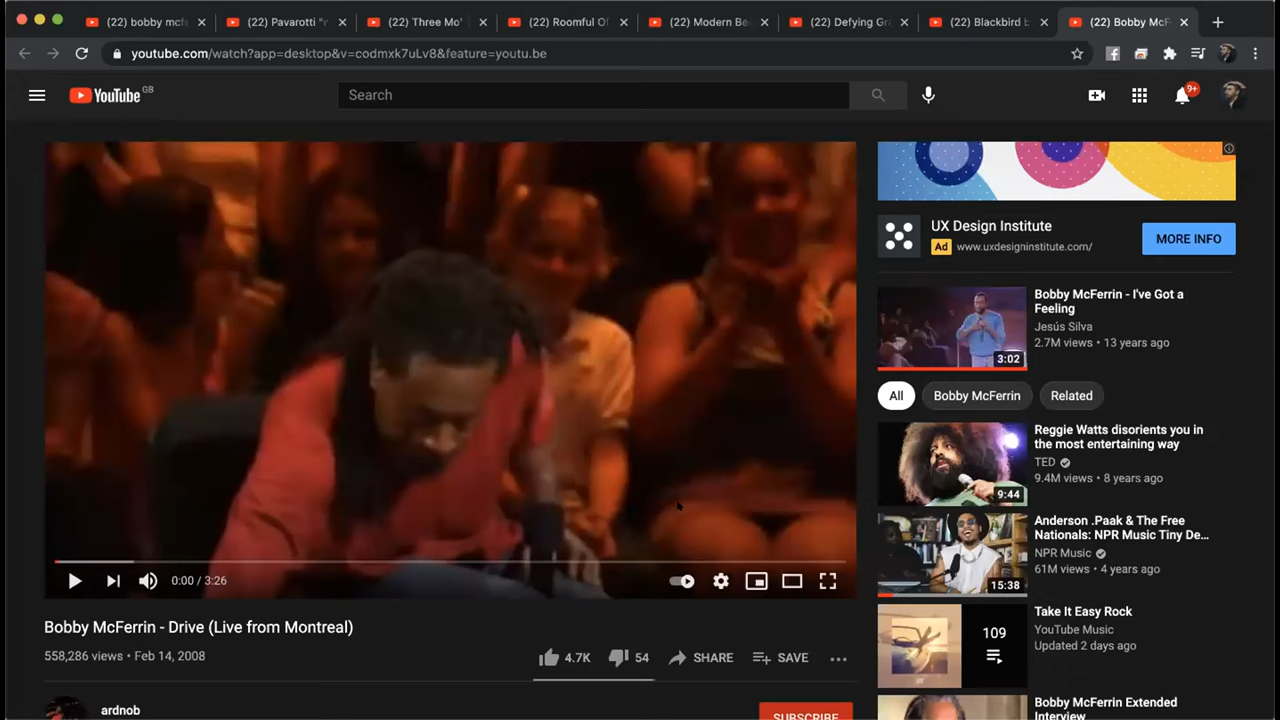 (22) bobby mcfe
(22) Pavarotti "r
(22) Three Mo'
(22) Roomful Of
(22) Modern Be
(22) Defying Gra
(22) Blackbird b
(22) Bobby McF
youtube.com/watch?app=desktop&v=codmxk7uLv8&feature=youtu.be
YouTube GB
Search
9+
UX Design Institute
Ad www.uxdesigninstitute.com/
MORE INFO
Bobby McFerrin - I've Got a
Feeling
Jesús Silva
2.7M views • 13 years ago
3:02
All
Bobby McFerrin
Related
Reggie Watts disorients you in
the most entertaining way
TED
9.4M views • 8 years ago
9:44
Anderson .Paak & The Free
Nationals: NPR Music Tiny De...
NPR Music
61M views • 4 years ago
15:38
Take It Easy Rock
YouTube Music
Updated 2 days ago
109
Bobby McFerrin Extended
Interview
0:00 / 3:26
Bobby McFerrin - Drive (Live from Montreal)
558,286 views • Feb 14, 2008
4.7K
54
SHARE
SAVE
ardnob
SUBSCRIBE